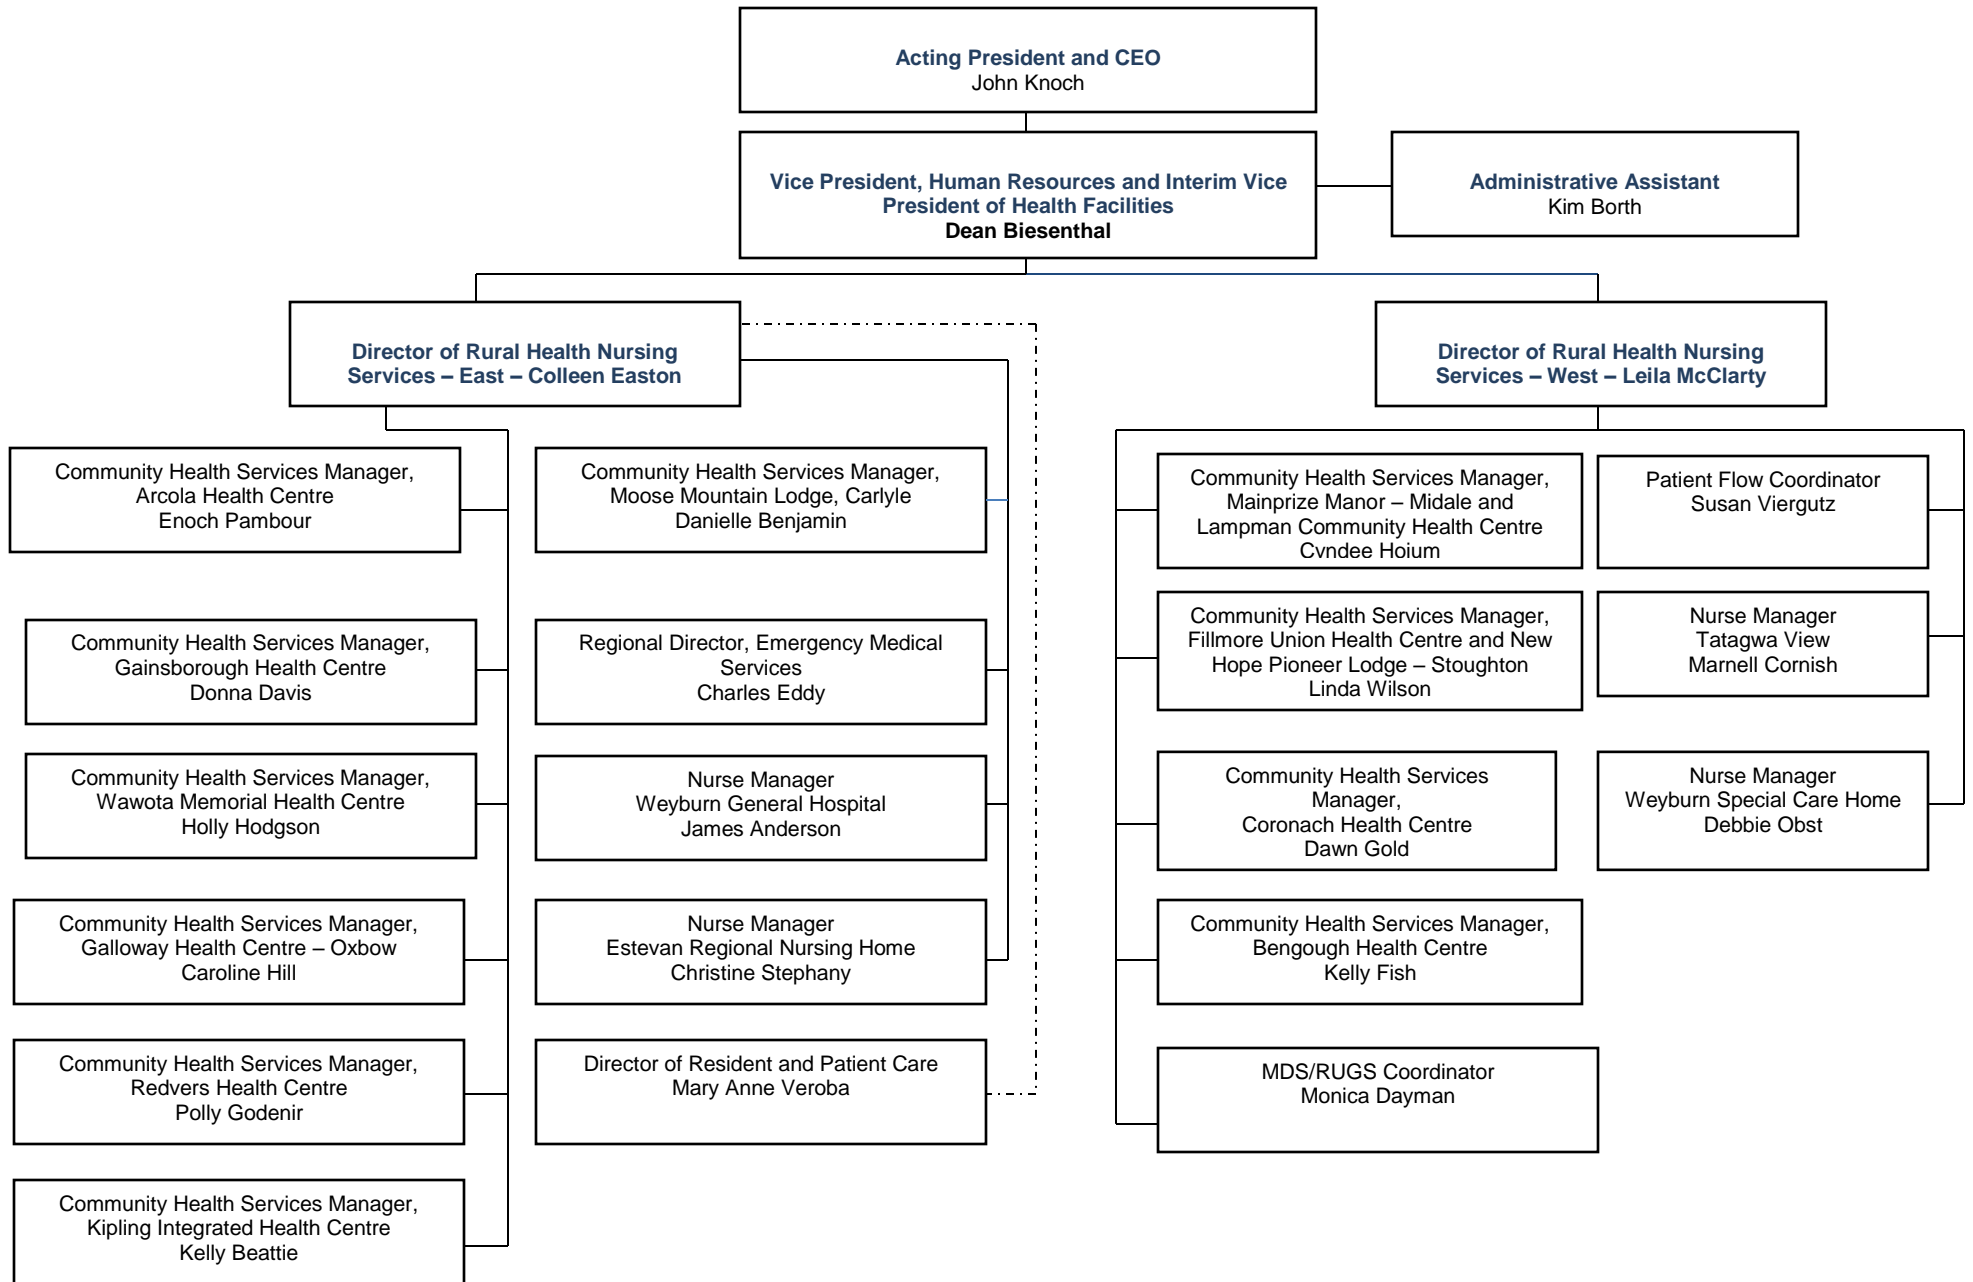 Acting President and CEO
John Knoch
Vice President, Human Resources and Interim Vice
President of Health Facilities
Dean Biesenthal
Administrative Assistant
Kim Borth
Director of Rural Health Nursing
Services – East – Colleen Easton
Director of Rural Health Nursing
Services – West – Leila McClarty
Community Health Services Manager,
Arcola Health Centre
Enoch Pambour
Community Health Services Manager,
Gainsborough Health Centre
Donna Davis
Community Health Services Manager,
Wawota Memorial Health Centre
Holly Hodgson
Community Health Services Manager,
Galloway Health Centre – Oxbow
Caroline Hill
Community Health Services Manager,
Redvers Health Centre
Polly Godenir
Community Health Services Manager,
Kipling Integrated Health Centre
Kelly Beattie
Community Health Services Manager,
Moose Mountain Lodge, Carlyle
Danielle Benjamin
Regional Director, Emergency Medical
Services
Charles Eddy
Nurse Manager
Weyburn General Hospital
James Anderson
Nurse Manager
Estevan Regional Nursing Home
Christine Stephany
Director of Resident and Patient Care
Mary Anne Veroba
Community Health Services Manager,
Mainprize Manor – Midale and
Lampman Community Health Centre
Cyndee Hoium
Community Health Services Manager,
Fillmore Union Health Centre and New
Hope Pioneer Lodge – Stoughton
Linda Wilson
Community Health Services
Manager,
Coronach Health Centre
Dawn Gold
Community Health Services Manager,
Bengough Health Centre
Kelly Fish
MDS/RUGS Coordinator
Monica Dayman
Patient Flow Coordinator
Susan Viergutz
Nurse Manager
Tatagwa View
Marnell Cornish
Nurse Manager
Weyburn Special Care Home
Debbie Obst